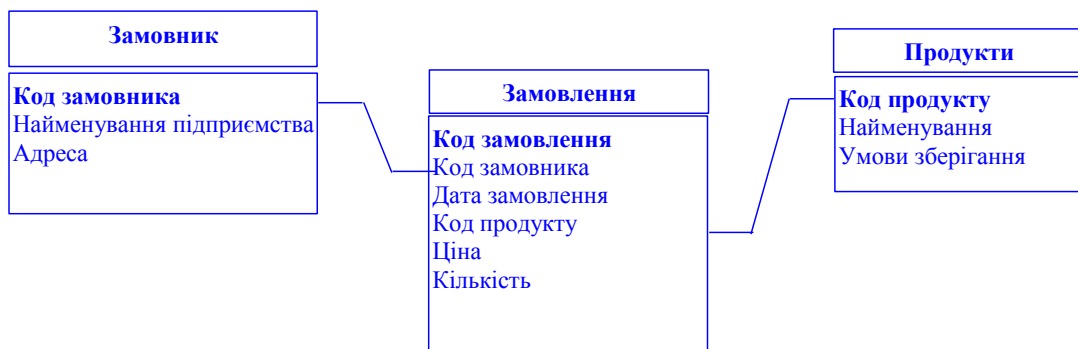 Замовник
Код замовника
Найменування підприємства
Адреса
Замовлення
Код замовлення
Код замовника
Дата замовлення
Код продукту
Ціна
Кількість
Продукти
Код продукту
Найменування
Умови зберігання